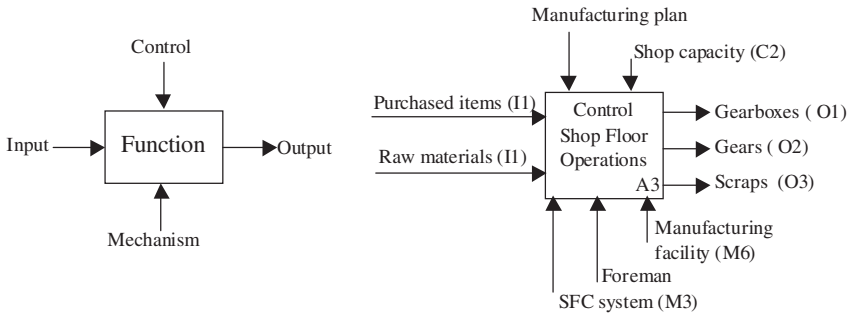 Control
Input
Function
Output
Mechanism
Manufacturing plan
Shop capacity (C2)
Purchased items (I1)
Raw materials (I1)
Control
Shop Floor
Operations
A3
Gearboxes ( O1)
Gears ( O2)
Scraps (O3)
Manufacturing
facility (M6)
Foreman
SFC system (M3)